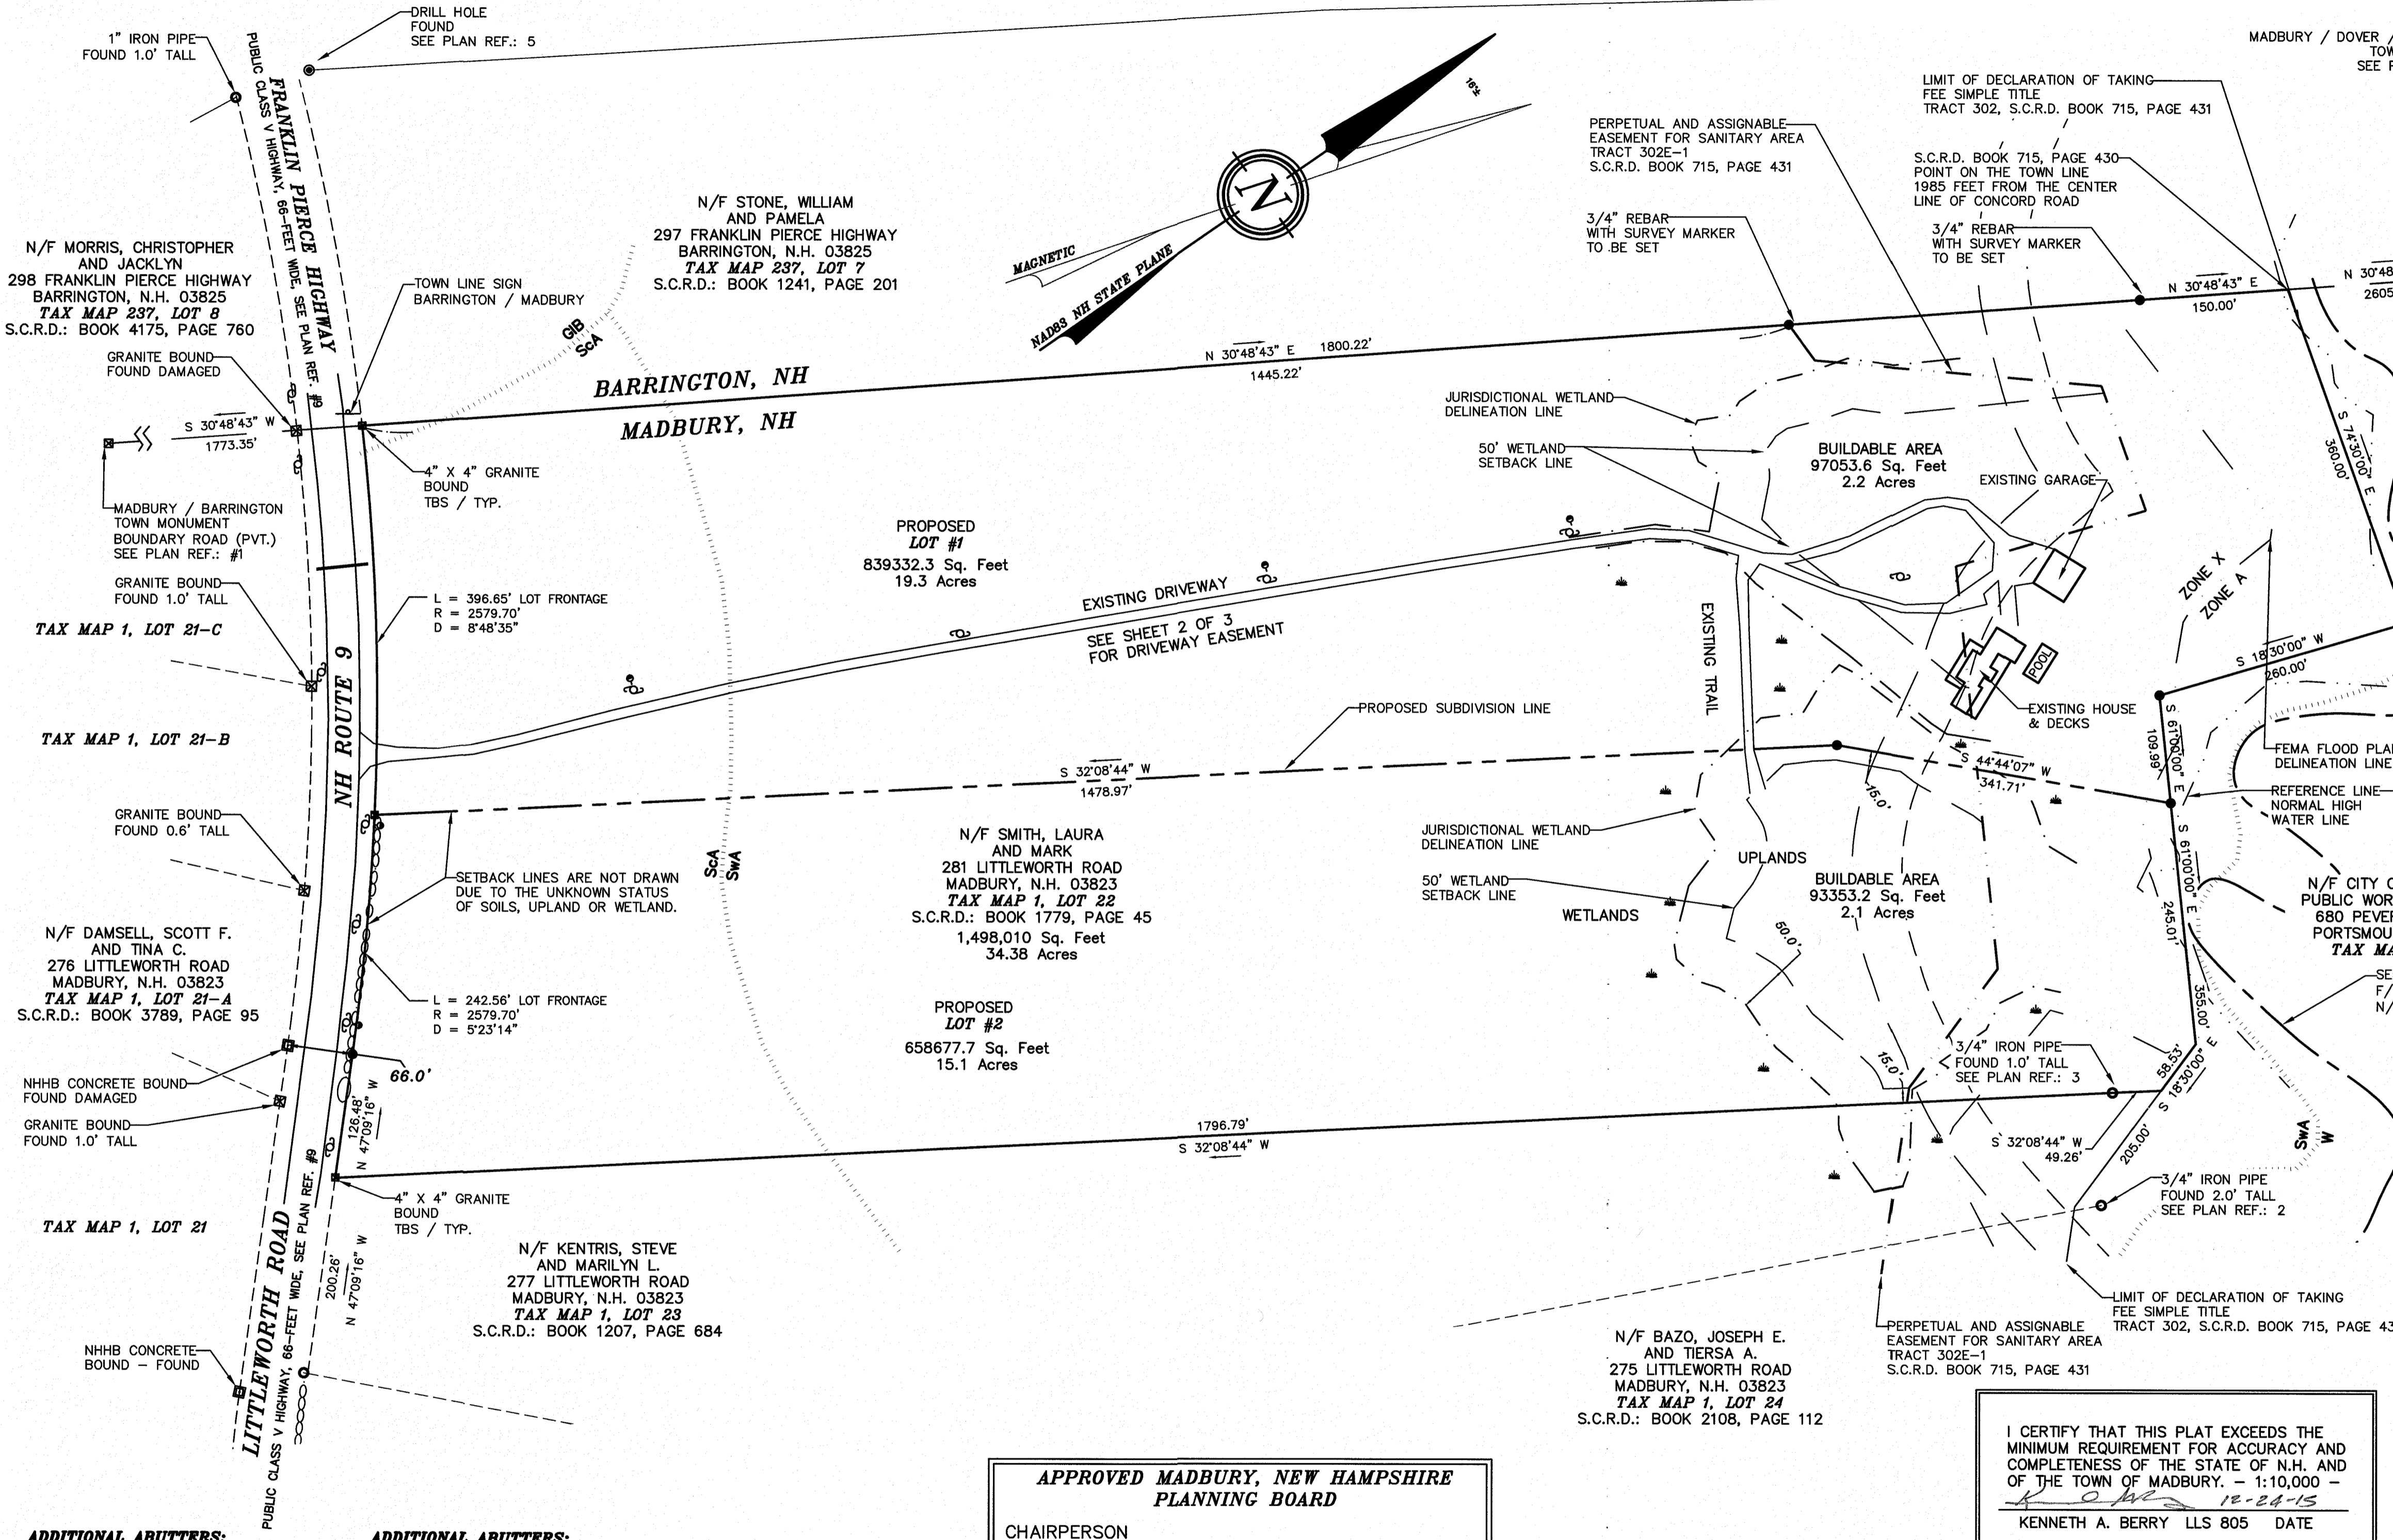 DRILL HOLE
FOUND
SEE PLAN REF.: 5
1" IRON PIPE
FOUND 1.0' TALL
PUBLIC CLASS V HIGHWAY, 66-FEET WIDE, SEE PLAN REF. #9
FRANKLIN PIERCE HIGHWAY
N/F MORRIS, CHRISTOPHER
AND JACKLYN
298 FRANKLIN PIERCE HIGHWAY
BARRINGTON, N.H. 03825
TAX MAP 237, LOT 8
S.C.R.D.: BOOK 4175, PAGE 760
GRANITE BOUND
FOUND DAMAGED
S 30°48'43" W
1773.35'
MADBURY / BARRINGTON
TOWN MONUMENT
BOUNDARY ROAD (PVT.)
SEE PLAN REF.: #1
GRANITE BOUND
FOUND 1.0' TALL
TAX MAP 1, LOT 21-C
TAX MAP 1, LOT 21-B
GRANITE BOUND
FOUND 0.6' TALL
N/F DAMSELL, SCOTT F.
AND TINA C.
276 LITTLEWORTH ROAD
MADBURY, N.H. 03823
TAX MAP 1, LOT 21-A
S.C.R.D.: BOOK 3789, PAGE 95
NHHB CONCRETE BOUND
FOUND DAMAGED
GRANITE BOUND
FOUND 1.0' TALL
TAX MAP 1, LOT 21
NHHB CONCRETE
BOUND - FOUND
NH ROUTE 9
LITTLEWORTH ROAD
PUBLIC CLASS V HIGHWAY, 66-FEET WIDE, SEE PLAN REF. #9
TOWN LINE SIGN
BARRINGTON / MADBURY
N/F STONE, WILLIAM
AND PAMELA
297 FRANKLIN PIERCE HIGHWAY
BARRINGTON, N.H. 03825
TAX MAP 237, LOT 7
S.C.R.D.: BOOK 1241, PAGE 201
GIB
ScA
BARRINGTON, NH
MADBURY, NH
4" X 4" GRANITE
BOUND
TBS / TYP.
L = 396.65' LOT FRONTAGE
R = 2579.70'
D = 8°48'35"
MAGNETIC
NAD83 NH STATE PLANE
N
16°±
N 30°48'43" E 1800.22'
1445.22'
PROPOSED
LOT #1
839332.3 Sq. Feet
19.3 Acres
EXISTING DRIVEWAY
SEE SHEET 2 OF 3
FOR DRIVEWAY EASEMENT
PROPOSED SUBDIVISION LINE
S 32°08'44" W
1478.97'
SETBACK LINES ARE NOT DRAWN
DUE TO THE UNKNOWN STATUS
OF SOILS, UPLAND OR WETLAND.
ScA
SwA
N/F SMITH, LAURA
AND MARK
281 LITTLEWORTH ROAD
MADBURY, N.H. 03823
TAX MAP 1, LOT 22
S.C.R.D.: BOOK 1779, PAGE 45
1,498,010 Sq. Feet
34.38 Acres
L = 242.56' LOT FRONTAGE
R = 2579.70'
D = 5°23'14"
PROPOSED
LOT #2
658677.7 Sq. Feet
15.1 Acres
66.0'
126.48'
N 47°09'16" W
1796.79'
S 32°08'44" W
4" X 4" GRANITE
BOUND
TBS / TYP.
200.26'
N 47°09'16" W
N/F KENTRIS, STEVE
AND MARILYN L.
277 LITTLEWORTH ROAD
MADBURY, N.H. 03823
TAX MAP 1, LOT 23
S.C.R.D.: BOOK 1207, PAGE 684
MADBURY / DOVER /
SEE
LIMIT OF DECLARATION OF TAKING
FEE SIMPLE TITLE
TRACT 302, S.C.R.D. BOOK 715, PAGE 431
PERPETUAL AND ASSIGNABLE
EASEMENT FOR SANITARY AREA
TRACT 302E-1
S.C.R.D. BOOK 715, PAGE 431
S.C.R.D. BOOK 715, PAGE 430
POINT ON THE TOWN LINE
1985 FEET FROM THE CENTER
LINE OF CONCORD ROAD
3/4" REBAR
WITH SURVEY MARKER
TO BE SET
3/4" REBAR
WITH SURVEY MARKER
TO BE SET
N 30°48'43" E
150.00'
N 30°48
2605
S 74°30'00" E
360.00'
JURISDICTIONAL WETLAND
DELINEATION LINE
50' WETLAND
SETBACK LINE
BUILDABLE AREA
97053.6 Sq. Feet
2.2 Acres
EXISTING GARAGE
ZONE X
ZONE A
EXISTING TRAIL
POOL
EXISTING HOUSE
& DECKS
S 18°30'00" W
260.00'
S 61°00'00" E
109.99'
FEMA FLOOD
DELINEATION LINE
S 44°44'07" W
341.71'
REFERENCE LINE
NORMAL HIGH
WATER LINE
15.0'
JURISDICTIONAL WETLAND
DELINEATION LINE
UPLANDS
50' WETLAND
SETBACK LINE
WETLANDS
BUILDABLE AREA
93353.2 Sq. Feet
2.1 Acres
50.0'
S 61°00'00" E
245.01'
355.00'
N/F CITY
PUBLIC
680
TAX
15.0'
3/4" IRON PIPE
FOUND 1.0' TALL
SEE PLAN REF.: 3
58.53'
S 18°30'00" E
205.00'
S 32°08'44" W
49.26'
SwA
W
3/4" IRON PIPE
FOUND 2.0' TALL
SEE PLAN REF.: 2
LIMIT OF DECLARATION OF TAKING
FEE SIMPLE TITLE
TRACT 302, S.C.R.D. BOOK 715, PAGE 43
PERPETUAL AND ASSIGNABLE
EASEMENT FOR SANITARY AREA
TRACT 302E-1
S.C.R.D. BOOK 715, PAGE 431
N/F BAZO, JOSEPH E.
AND TIERSA A.
275 LITTLEWORTH ROAD
MADBURY, N.H. 03823
TAX MAP 1, LOT 24
S.C.R.D.: BOOK 2108, PAGE 112
I CERTIFY THAT THIS PLAT EXCEEDS THE
MINIMUM REQUIREMENT FOR ACCURACY AND
COMPLETENESS OF THE STATE OF N.H. AND
OF THE TOWN OF MADBURY. - 1:10,000 -
12-24-15
KENNETH A. BERRY LLS 805 DATE
APPROVED MADBURY, NEW HAMPSHIRE
PLANNING BOARD
CHAIRPERSON
ADDITIONAL ABUTTERS:
ADDITIONAL ABUTTERS: